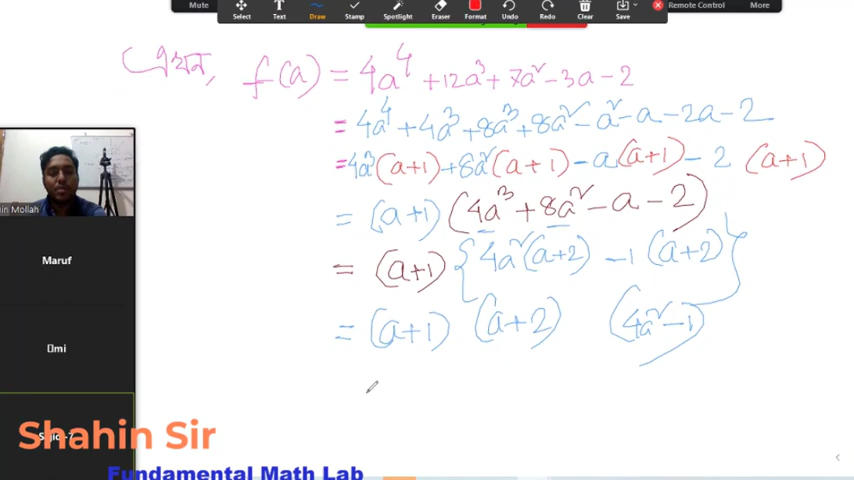 Mute
Remote Control
More
Select
Text
Draw
Stamp
Spotlight
Eraser
Format
Undo
Redo
Clear
Save
এখন, f(a) = 4a⁴ + 12a³ + 7a² - 3a - 2
= 4a⁴ + 4a³ + 8a³ + 8a² - a² - a - 2a - 2
= 4a³(a+1) + 8a²(a+1) - a(a+1) - 2 (a+1)
= (a+1) (4a³ + 8a² - a - 2)
= (a+1) {4a²(a+2) - 1 (a+2)}
= (a+1) (a+2) (4a² - 1)
Mollah
Maruf
Shahin Sir
Fundamental Math Lab